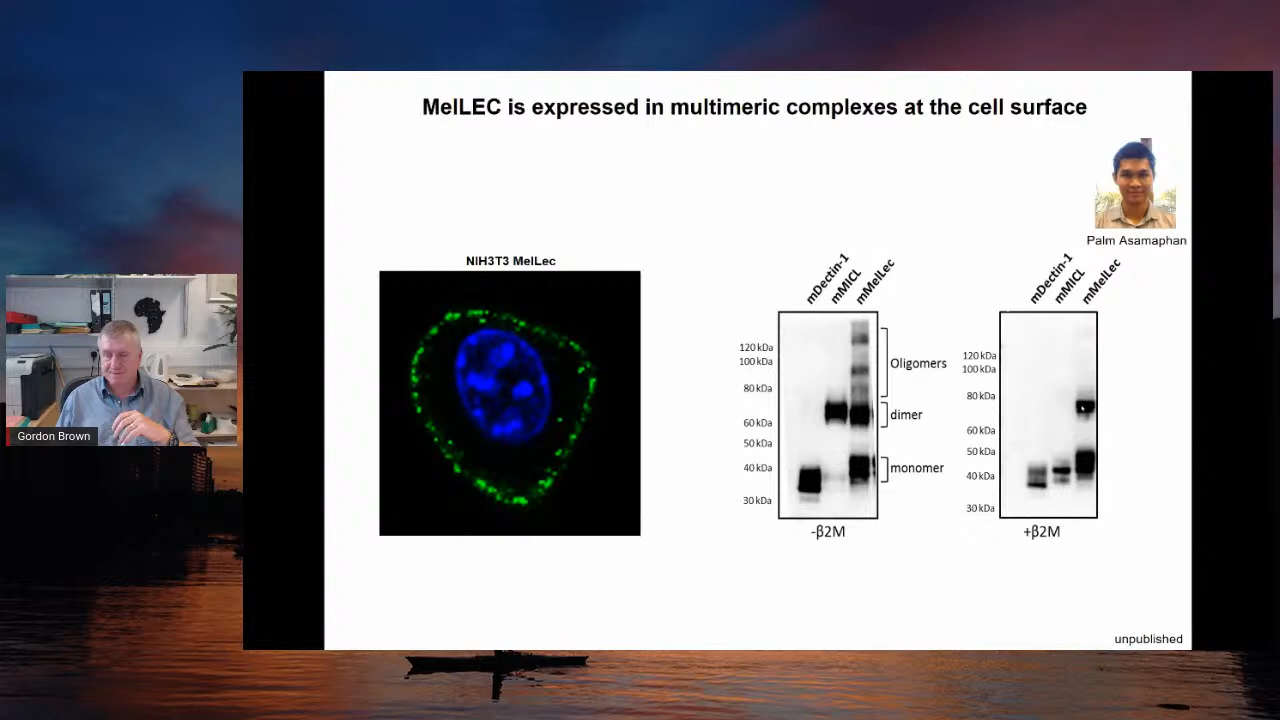 MelLEC is expressed in multimeric complexes at the cell surface
Palm Asamaphan
NIH3T3 MelLec
mDectin-1
mMICL
mMelLec
120 kDa
100 kDa
80 kDa
60 kDa
50 kDa
40 kDa
30 kDa
Oligomers
dimer
monomer
-β2M
mDectin-1
mMICL
mMelLec
120 kDa
100 kDa
80 kDa
60 kDa
50 kDa
40 kDa
30 kDa
+β2M
Gordon Brown
unpublished